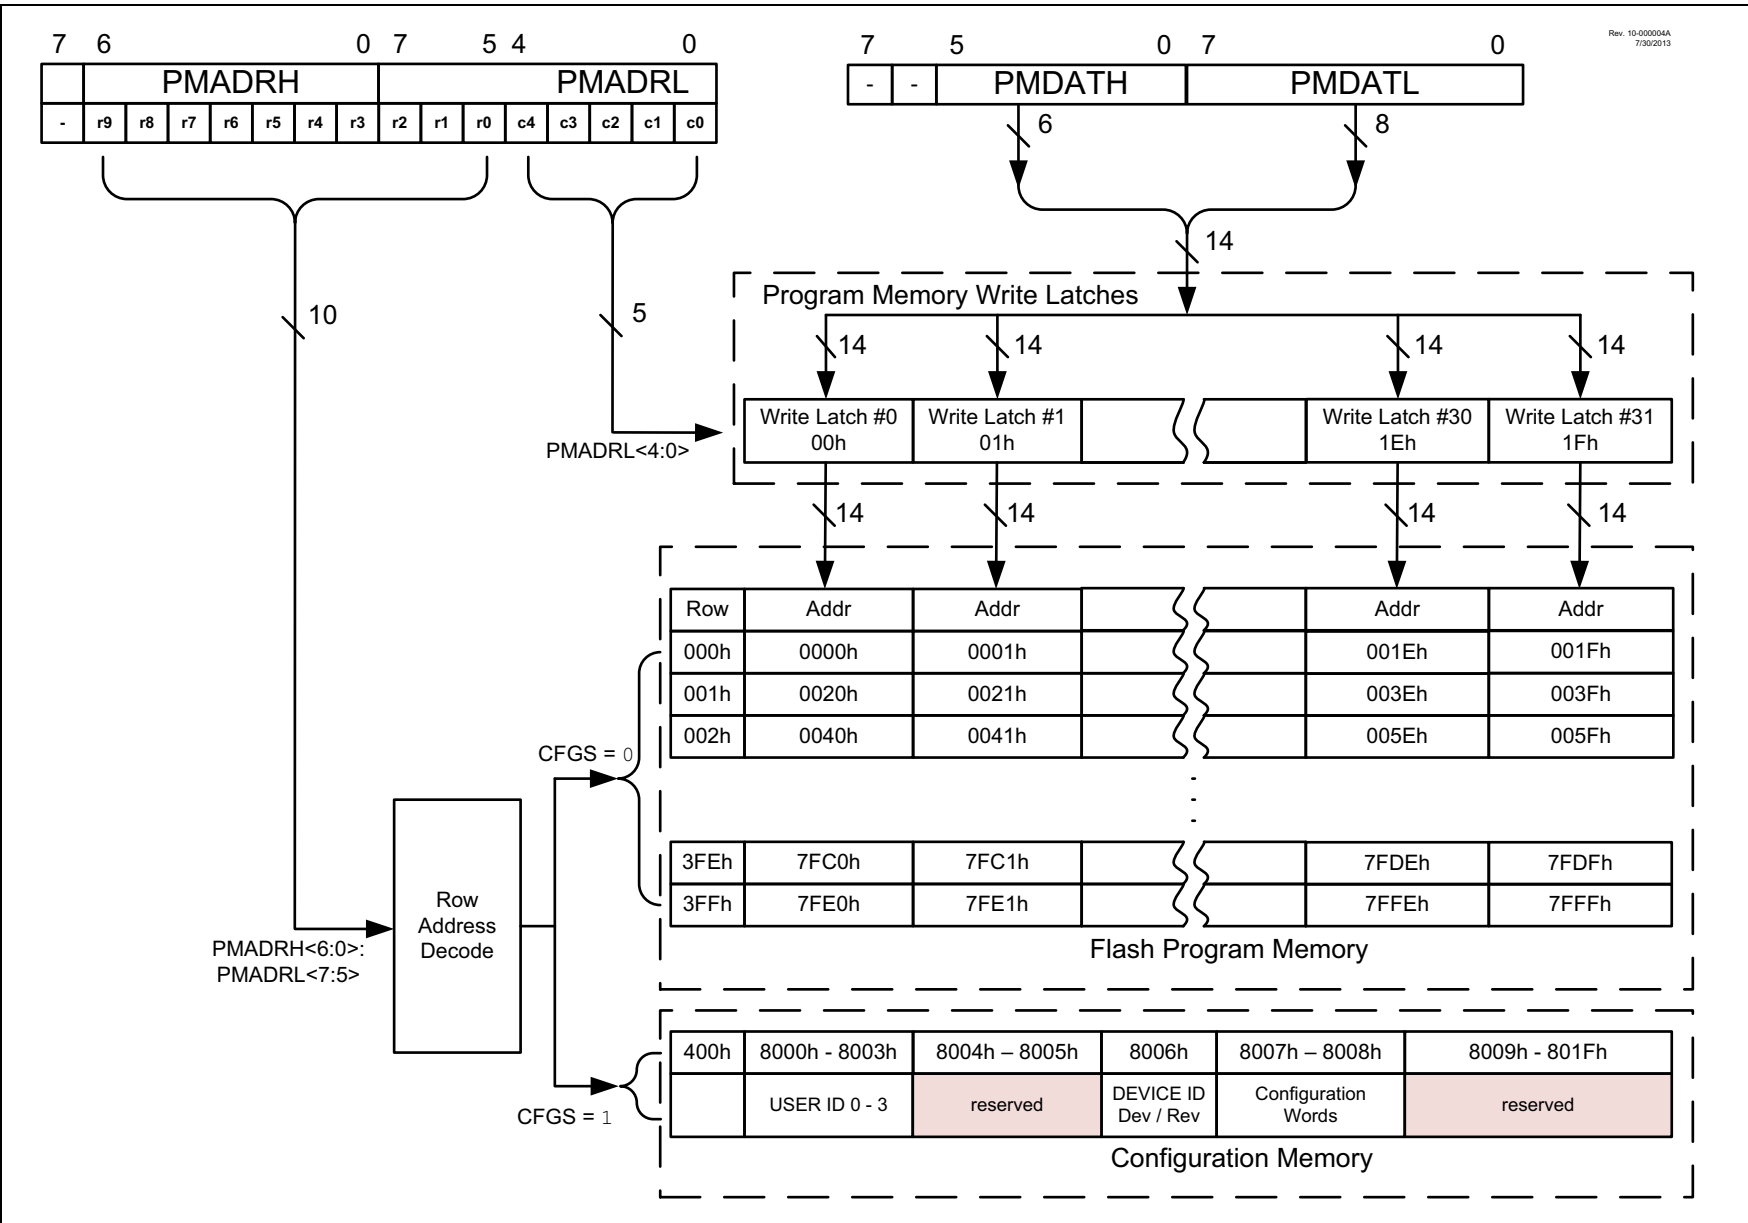 7 6 0 7 5 4 0
PMADRH PMADRL
- r9 r8 r7 r6 r5 r4 r3 r2 r1 r0 c4 c3 c2 c1 c0
7 5 0 7 0
- - PMDATH PMDATL
Rev. 10-000004A
7/30/2013
6 8
14
10 5
Program Memory Write Latches
14 14 14 14
Write Latch #0
00h
Write Latch #1
01h
Write Latch #30
1Eh
Write Latch #31
1Fh
PMADRL<4:0>
14 14 14 14
Row Addr Addr Addr Addr
000h 0000h 0001h 001Eh 001Fh
001h 0020h 0021h 003Eh 003Fh
002h 0040h 0041h 005Eh 005Fh
CFGS = 0
3FEh 7FC0h 7FC1h 7FDEh 7FDFh
3FFh 7FE0h 7FE1h 7FFEh 7FFFh
Flash Program Memory
Row
Address
Decode
PMADRH<6:0>:
PMADRL<7:5>
400h 8000h - 8003h 8004h – 8005h 8006h 8007h – 8008h 8009h - 801Fh
USER ID 0 - 3
reserved
DEVICE ID
Dev / Rev
Configuration
Words
reserved
CFGS = 1
Configuration Memory